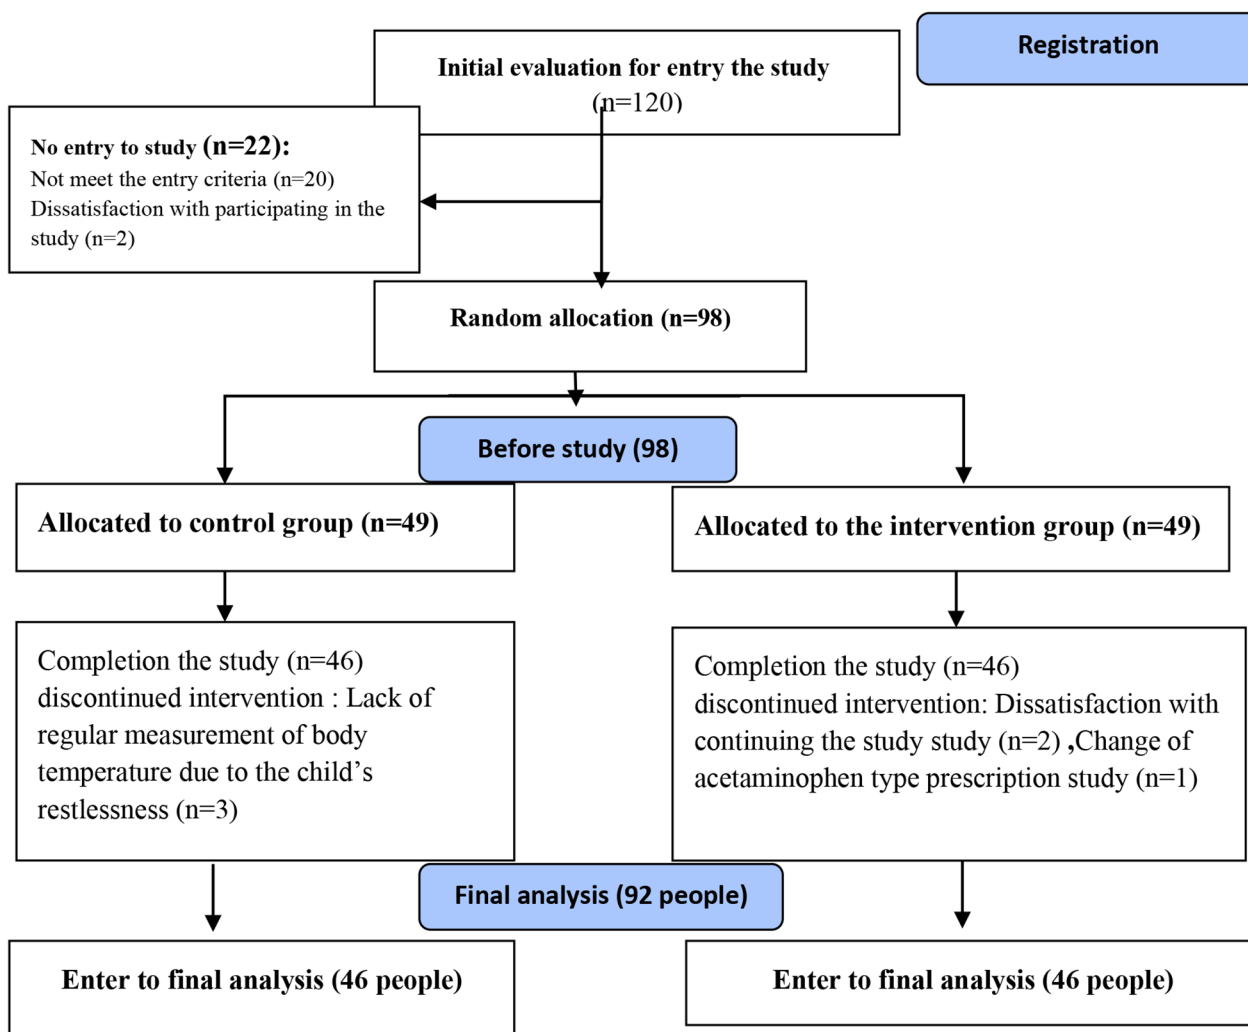 Registration
Initial evaluation for entry the study
(n=120)
No entry to study (n=22):
Not meet the entry criteria (n=20)
Dissatisfaction with participating in the
study (n=2)
Random allocation (n=98)
Before study (98)
Allocated to control group (n=49)
Allocated to the intervention group (n=49)
Completion the study (n=46)
discontinued intervention : Lack of
regular measurement of body
temperature due to the child’s
restlessness (n=3)
Completion the study (n=46)
discontinued intervention: Dissatisfaction with
continuing the study study (n=2) ,Change of
acetaminophen type prescription study (n=1)
Final analysis (92 people)
Enter to final analysis (46 people)
Enter to final analysis (46 people)